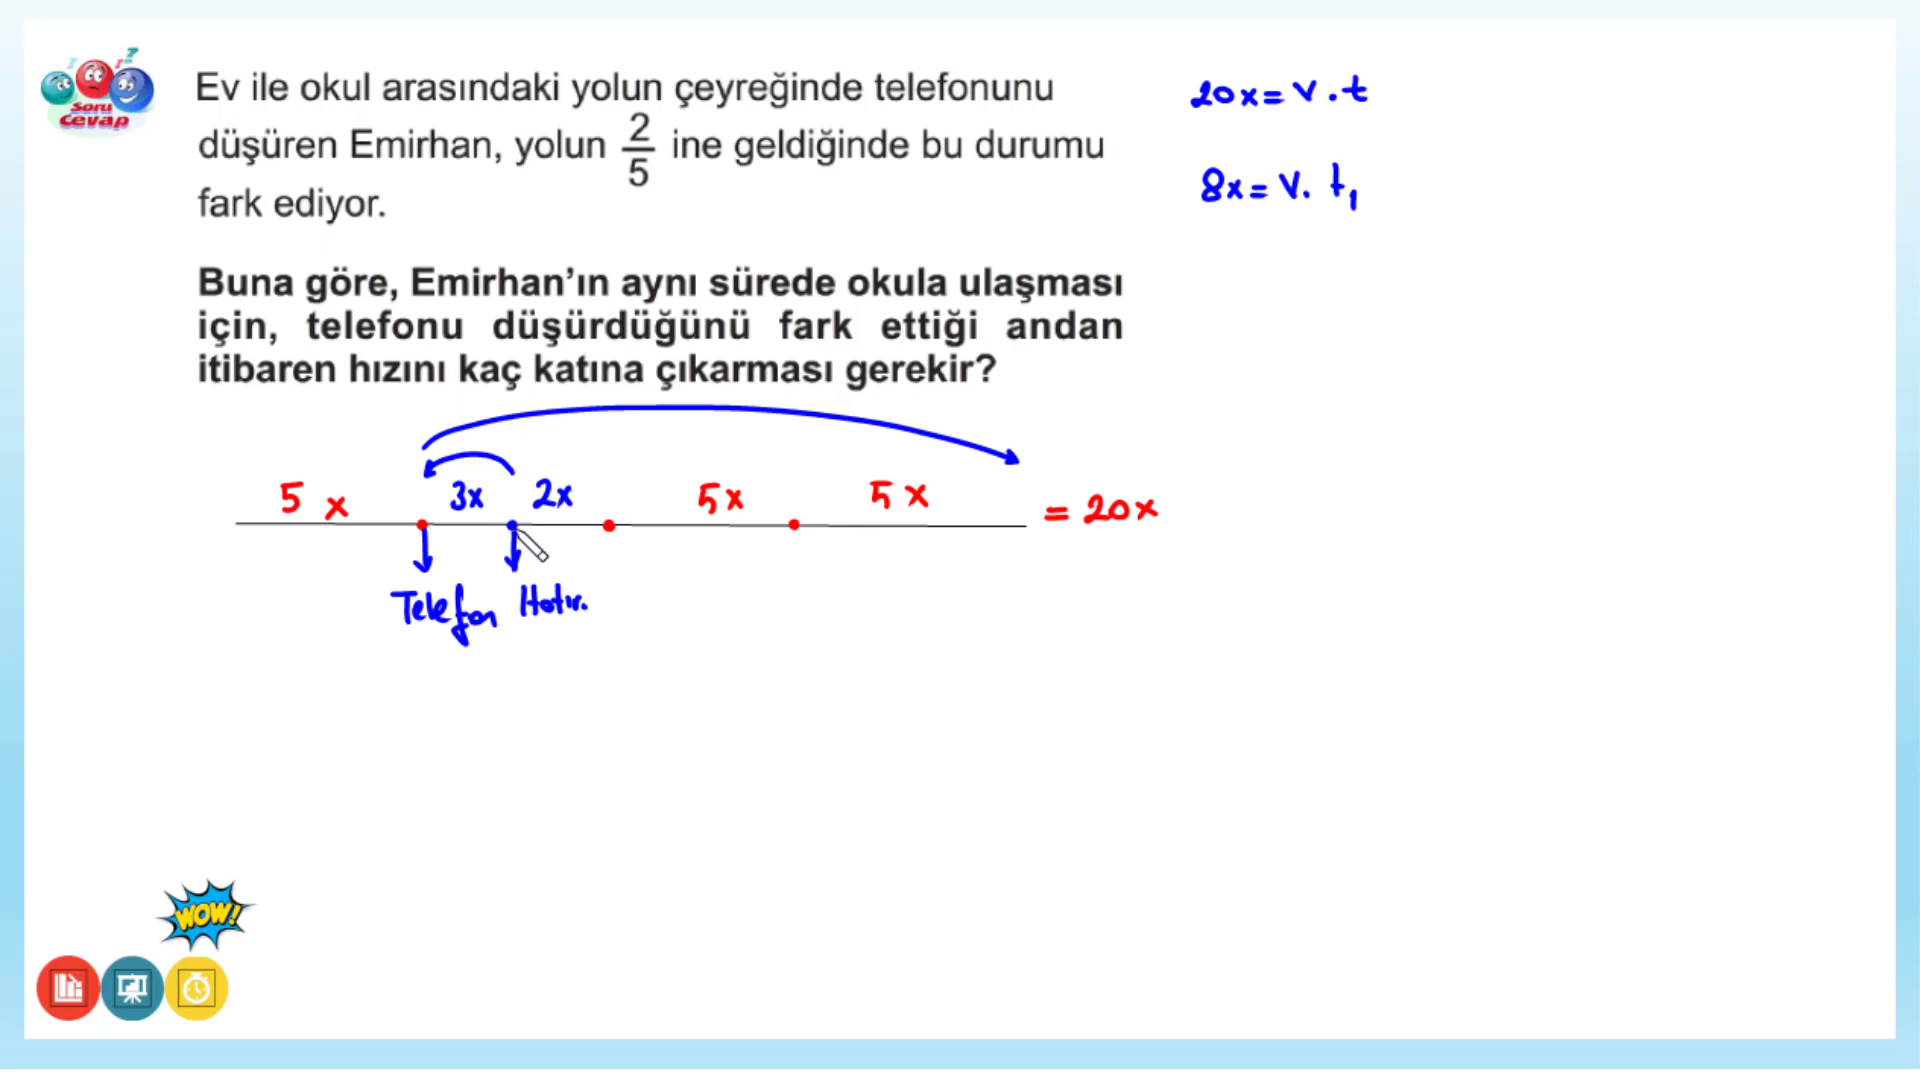 Soru
Cevap
Ev ile okul arasındaki yolun çeyreğinde telefonunu
düşüren Emirhan, yolun 2/5 ine geldiğinde bu durumu
fark ediyor.
Buna göre, Emirhan'ın aynı sürede okula ulaşması
için, telefonu düşürdüğünü fark ettiği andan
itibaren hızını kaç katına çıkarması gerekir?
20x = v.t
8x = v. t₁
5x 3x 2x 5x 5x = 20x
Telefon Hatır.
WOW!